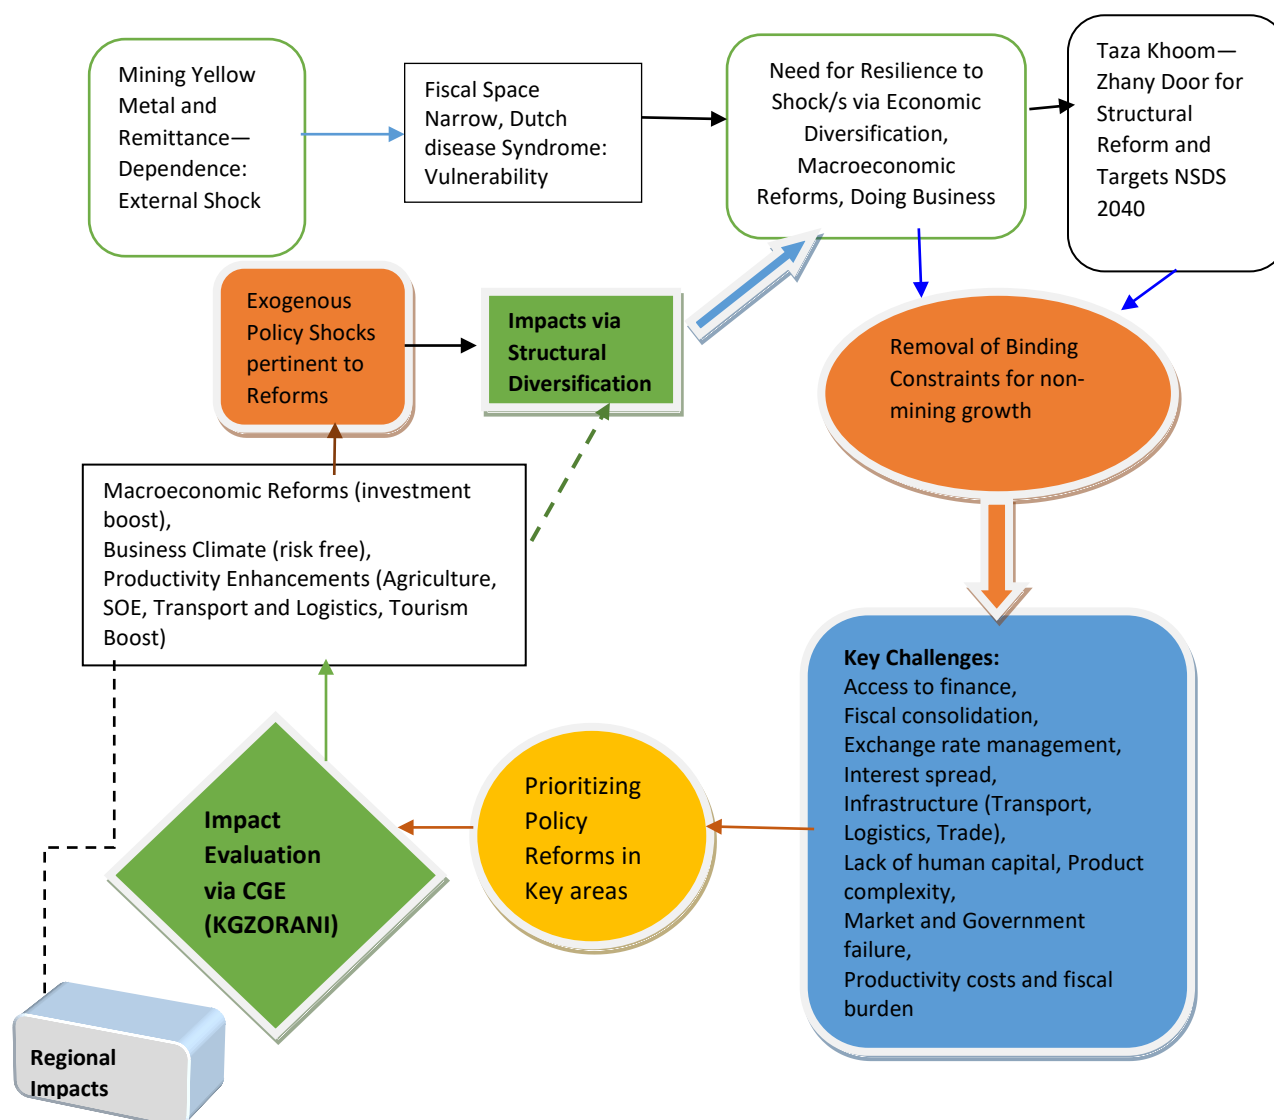 Mining Yellow
Metal and
Remittance—
Dependence:
External Shock
Fiscal Space
Narrow, Dutch
disease Syndrome:
Vulnerability
Need for Resilience to
Shock/s via Economic
Diversification,
Macroeconomic
Reforms, Doing Business
Taza Khoom—
Zhany Door for
Structural
Reform and
Targets NSDS
2040
Exogenous
Policy Shocks
pertinent to
Reforms
Impacts via
Structural
Diversification
Removal of Binding
Constraints for non-
mining growth
Macroeconomic Reforms (investment
boost),
Business Climate (risk free),
Productivity Enhancements (Agriculture,
SOE, Transport and Logistics, Tourism
Boost)
Key Challenges:
Access to finance,
Fiscal consolidation,
Exchange rate management,
Interest spread,
Infrastructure (Transport,
Logistics, Trade),
Lack of human capital, Product
complexity,
Market and Government
failure,
Productivity costs and fiscal
burden
Prioritizing
Policy
Reforms in
Key areas
Impact
Evaluation
via CGE
(KGZORANI)
Regional
Impacts